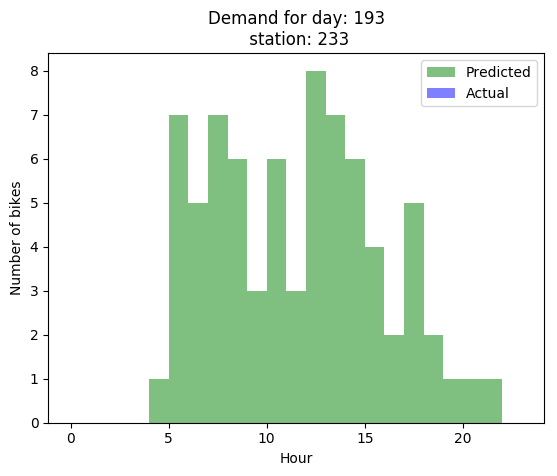 Demand for day: 193
station: 233
Predicted
Actual
Number of bikes
8
7
6
5
4
3
2
1
0
0 5 10 15 20
Hour